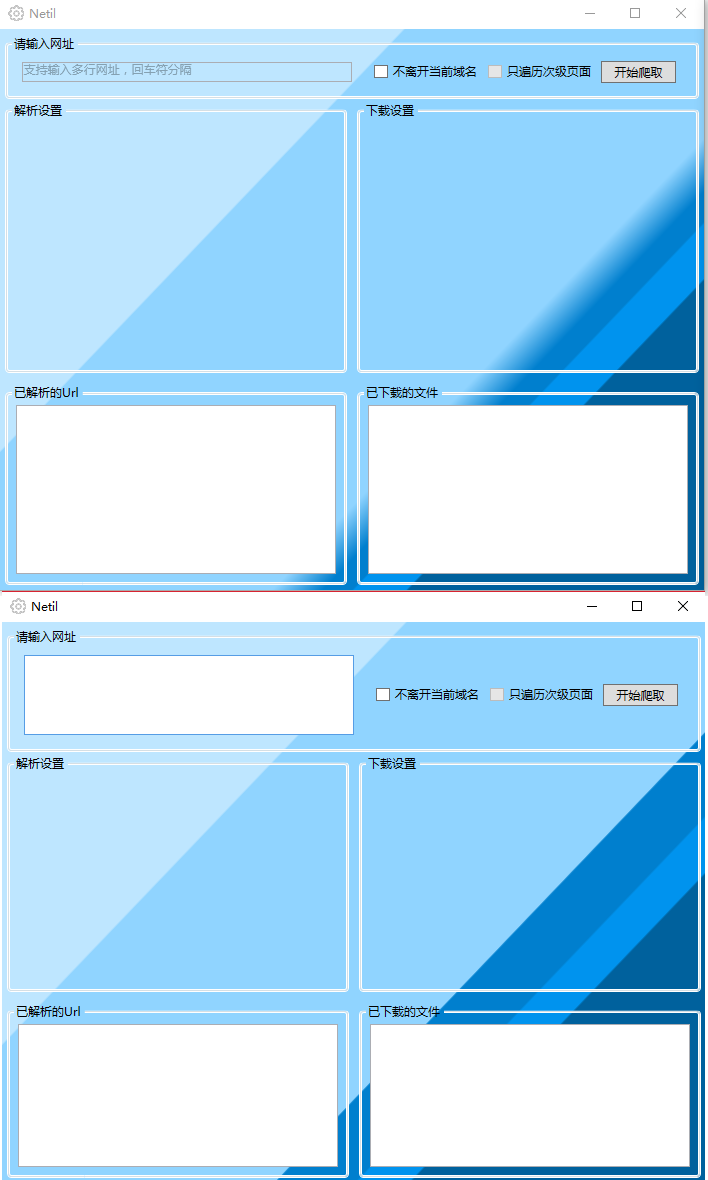 Netil
请输入网址
支持输入多行网址，回车符分隔
不离开当前域名
只遍历次级页面
开始爬取
解析设置
下载设置
已解析的Url
已下载的文件
Netil
请输入网址
不离开当前域名
只遍历次级页面
开始爬取
解析设置
下载设置
已解析的Url
已下载的文件